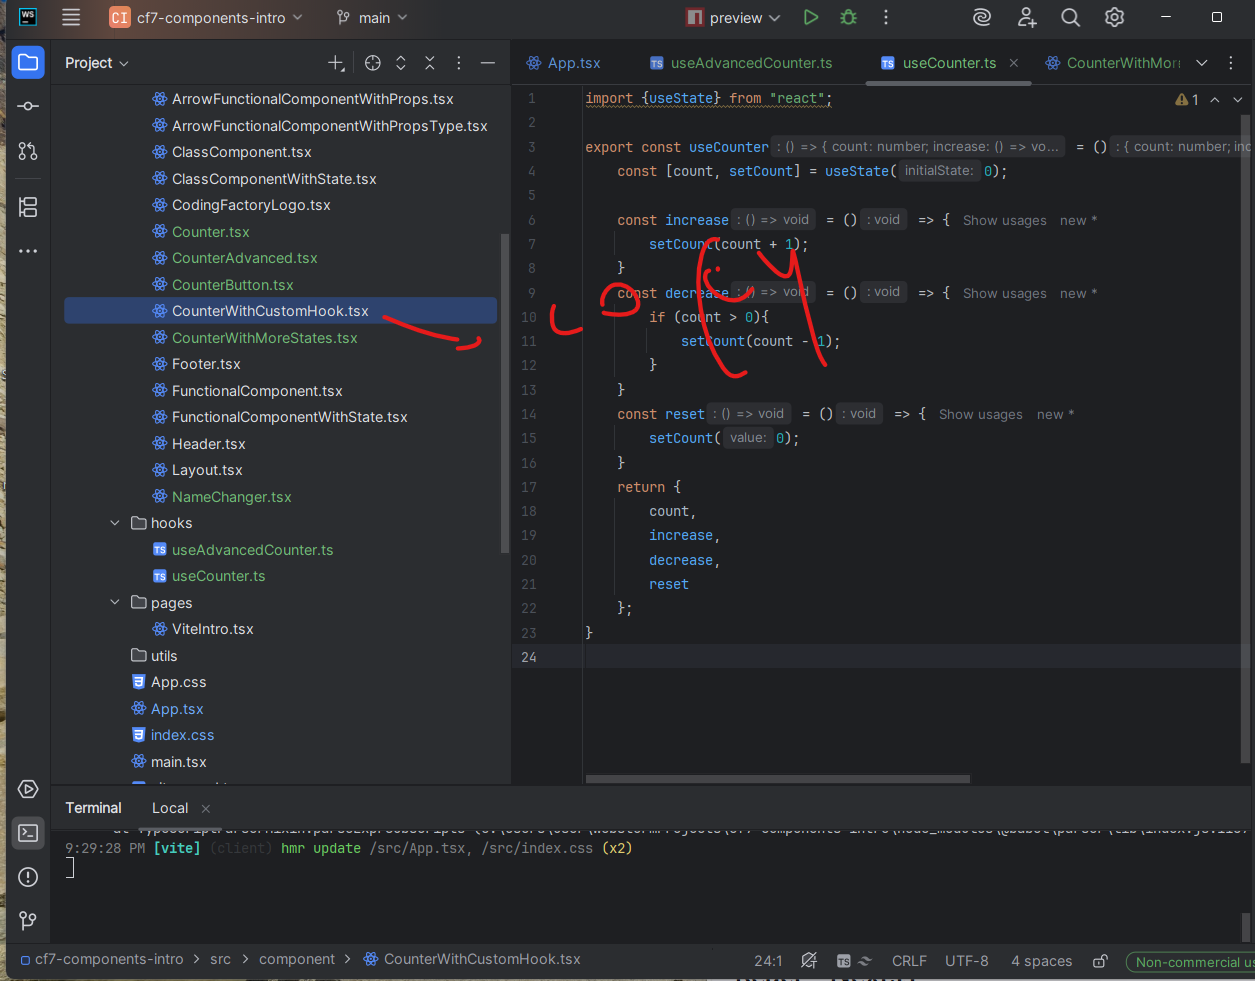 WS CI cf7-components-intro main preview
Project
App.tsx TS useAdvancedCounter.ts TS useCounter.ts CounterWithMor
ArrowFunctionalComponentWithProps.tsx
ArrowFunctionalComponentWithPropsType.tsx
ClassComponent.tsx
ClassComponentWithState.tsx
CodingFactoryLogo.tsx
Counter.tsx
CounterAdvanced.tsx
CounterButton.tsx
CounterWithCustomHook.tsx
CounterWithMoreStates.tsx
Footer.tsx
FunctionalComponent.tsx
FunctionalComponentWithState.tsx
Header.tsx
Layout.tsx
NameChanger.tsx
hooks
TS useAdvancedCounter.ts
TS useCounter.ts
pages
ViteIntro.tsx
utils
App.css
App.tsx
index.css
main.tsx
1 import {useState} from "react"; 1
2
3 export const useCounter : () => { count: number; increase: () => vo... = () : { count: number; inc
4 const [count, setCount] = useState( initialState: 0);
5
6 const increase : () => void = () : void => { Show usages new *
7 setCount(count + 1);
8 }
9 const decrease : () => void = () : void => { Show usages new *
10 if (count > 0){
11 setCount(count - 1);
12 }
13 }
14 const reset : () => void = () : void => { Show usages new *
15 setCount( value: 0);
16 }
17 return {
18 count,
19 increase,
20 decrease,
21 reset
22 };
23 }
24
Terminal Local
9:29:28 PM [vite] (client) hmr update /src/App.tsx, /src/index.css (x2)
cf7-components-intro > src > component > CounterWithCustomHook.tsx 24:1 TS CRLF UTF-8 4 spaces Non-commercial us